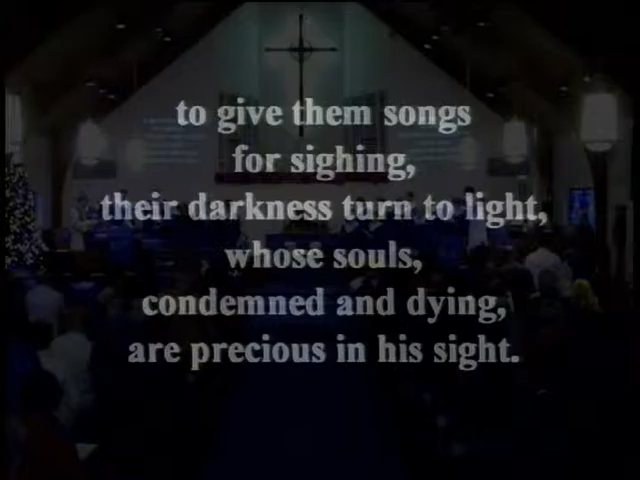 to give them songs
for sighing,
their darkness turn to light,
whose souls,
condemned and dying,
are precious in his sight.